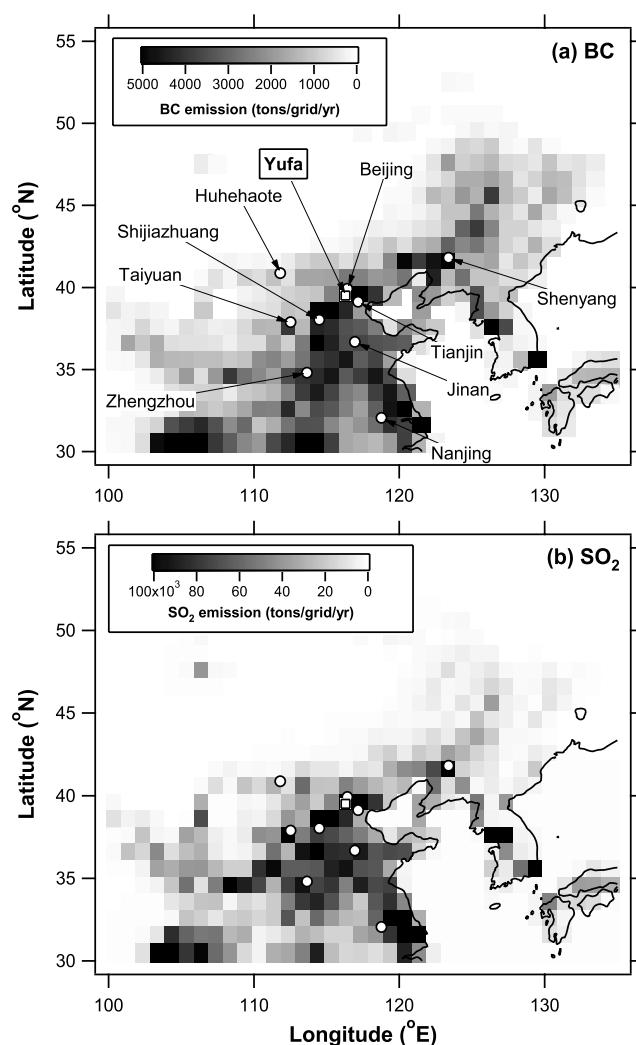 55
(a) BC
5000 4000 3000 2000 1000 0
BC emission (tons/grid/yr)
50
Yufa
Beijing
Huhehaote
45
Shijiazhuang
Taiyuan
Latitude (°N)
40
Shenyang
Tianjin
35
Jinan
Zhengzhou
Nanjing
30
100 110 120 130
55
(b) SO₂
100x10³ 80 60 40 20 0
SO₂ emission (tons/grid/yr)
50
45
Latitude (°N)
40
35
30
100 110 120 130
Longitude (°E)